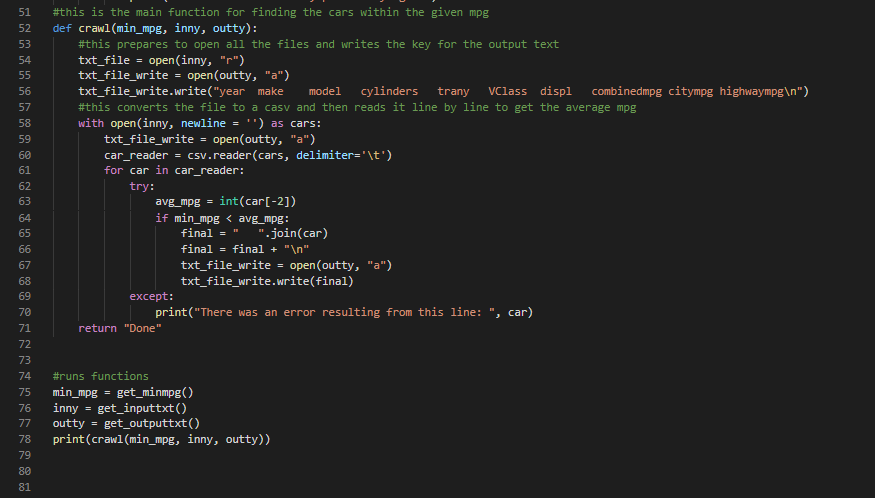 51 #this is the main function for finding the cars within the given mpg
52 def crawl(min_mpg, inny, outty):
53     #this prepares to open all the files and writes the key for the output text
54     txt_file = open(inny, "r")
55     txt_file_write = open(outty, "a")
56     txt_file_write.write("year  make    model   cylinders   trany   VClass  displ   combinedmpg citympg highwaympg\n")
57     #this converts the file to a casv and then reads it line by line to get the average mpg
58     with open(inny, newline = '') as cars:
59         txt_file_write = open(outty, "a")
60         car_reader = csv.reader(cars, delimiter='\t')
61         for car in car_reader:
62             try:
63                 avg_mpg = int(car[-2])
64                 if min_mpg < avg_mpg:
65                     final = "   ".join(car)
66                     final = final + "\n"
67                     txt_file_write = open(outty, "a")
68                     txt_file_write.write(final)
69             except:
70                 print("There was an error resulting from this line: ", car)
71     return "Done"
72
73
74 #runs functions
75 min_mpg = get_minmpg()
76 inny = get_inputtxt()
77 outty = get_outputtxt()
78 print(crawl(min_mpg, inny, outty))
79
80
81